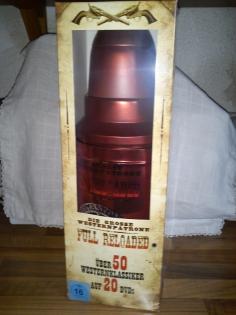 DIE GROSSE
WESTERNPATRONE
FULL RELOADED
ÜBER 50
WESTERNKLASSIKER
AUF 20 DVDs
16